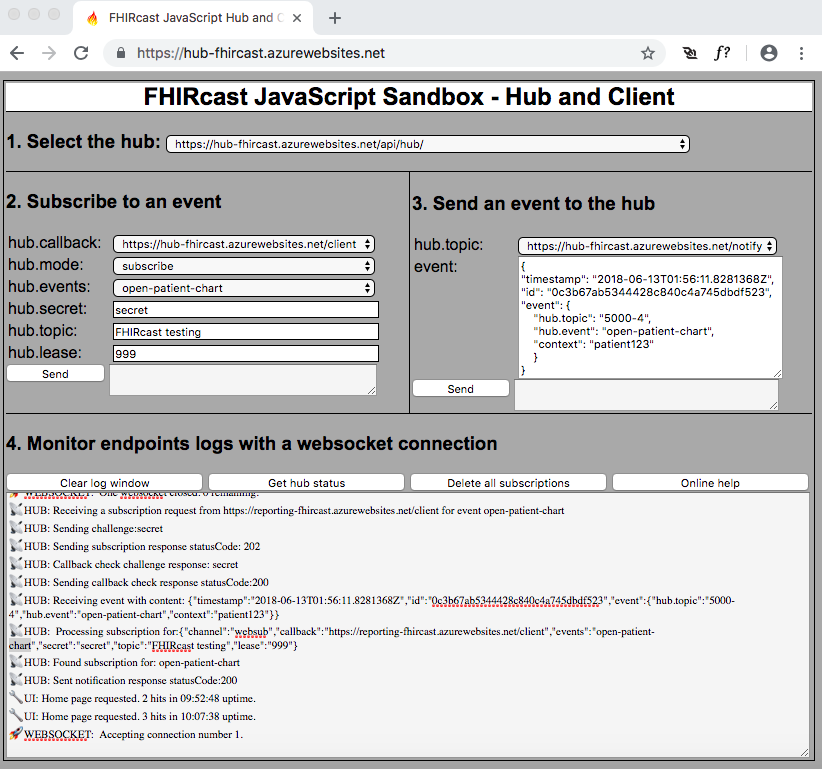 FHIRcast JavaScript Hub and C
https://hub-fhircast.azurewebsites.net
f?
FHIRcast JavaScript Sandbox - Hub and Client
1. Select the hub: https://hub-fhircast.azurewebsites.net/api/hub/
2. Subscribe to an event
hub.callback: https://hub-fhircast.azurewebsites.net/client
hub.mode: subscribe
hub.events: open-patient-chart
hub.secret: secret
hub.topic: FHIRcast testing
hub.lease: 999
Send
3. Send an event to the hub
hub.topic: https://hub-fhircast.azurewebsites.net/notify
event: {
"timestamp": "2018-06-13T01:56:11.8281368Z",
"id": "0c3b67ab5344428c840c4a745dbdf523",
"event": {
"hub.topic": "5000-4",
"hub.event": "open-patient-chart",
"context": "patient123"
}
}
Send
4. Monitor endpoints logs with a websocket connection
Clear log window Get hub status Delete all subscriptions Online help
WEBSOCKET: One websocket closed. 0 remaining.
HUB: Receiving a subscription request from https://reporting-fhircast.azurewebsites.net/client for event open-patient-chart
HUB: Sending challenge:secret
HUB: Sending subscription response statusCode: 202
HUB: Callback check challenge response: secret
HUB: Sending callback check response statusCode:200
HUB: Receiving event with content: {"timestamp":"2018-06-13T01:56:11.8281368Z","id":"0c3b67ab5344428c840c4a745dbdf523","event":{"hub.topic":"5000-
4","hub.event":"open-patient-chart","context":"patient123"}}
HUB: Processing subscription for:{"channel":"websub","callback":"https://reporting-fhircast.azurewebsites.net/client","events":"open-patient-
chart","secret":"secret","topic":"FHIRcast testing","lease":"999"}
HUB: Found subscription for: open-patient-chart
HUB: Sent notification response statusCode:200
UI: Home page requested. 2 hits in 09:52:48 uptime.
UI: Home page requested. 3 hits in 10:07:38 uptime.
WEBSOCKET: Accepting connection number 1.